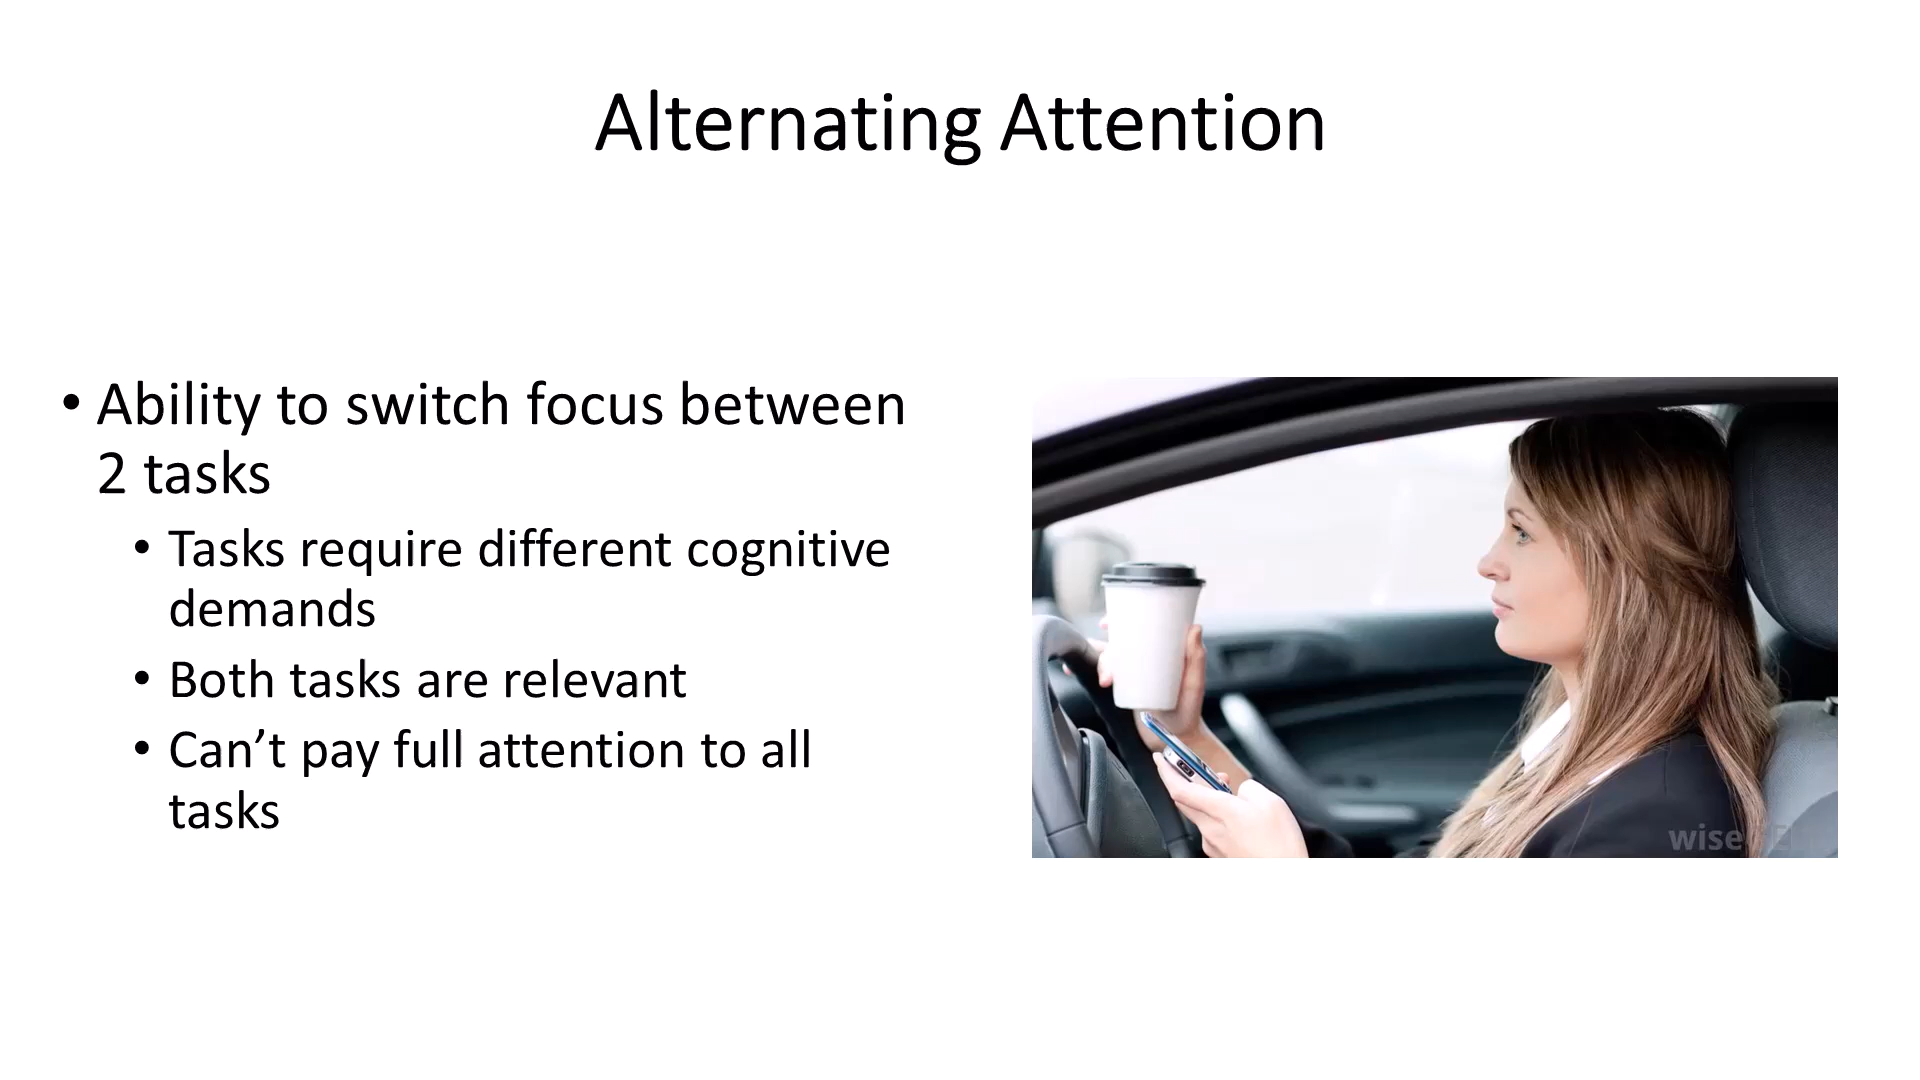 Alternating Attention
• Ability to switch focus between
2 tasks
• Tasks require different cognitive
demands
• Both tasks are relevant
• Can’t pay full attention to all
tasks
wise